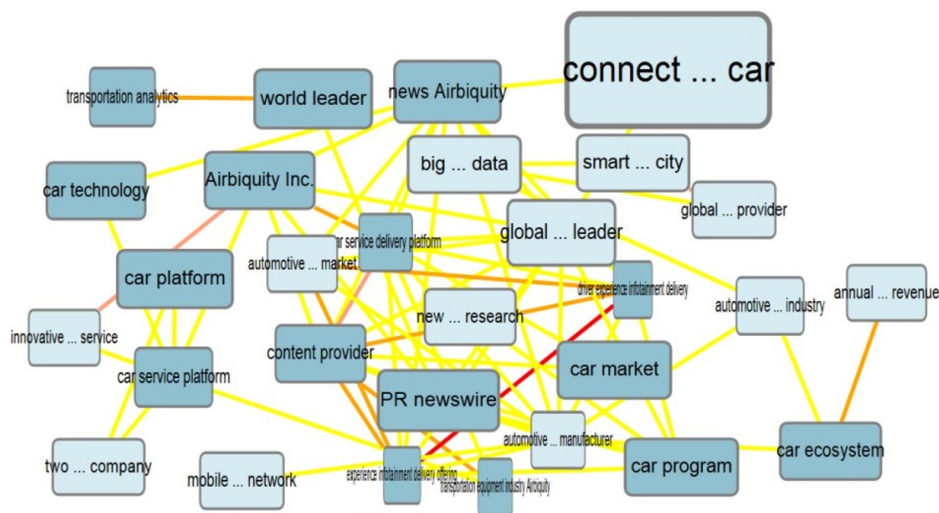 connect ... car
news Airbiquity
world leader
transportation analytics
big ... data
smart ... city
Airbiquity Inc.
car technology
global ... provider
global ... leader
car service delivery platform
automotive ... market
car platform
driver experience infotainment delivery
annual ... revenue
automotive ... industry
new ... research
innovative ... service
content provider
car service platform
car market
PR newswire
automotive ... manufacturer
car ecosystem
two ... company
car program
mobile ... network
experience infotainment delivery offering
transportation equipment industry Airbiquity